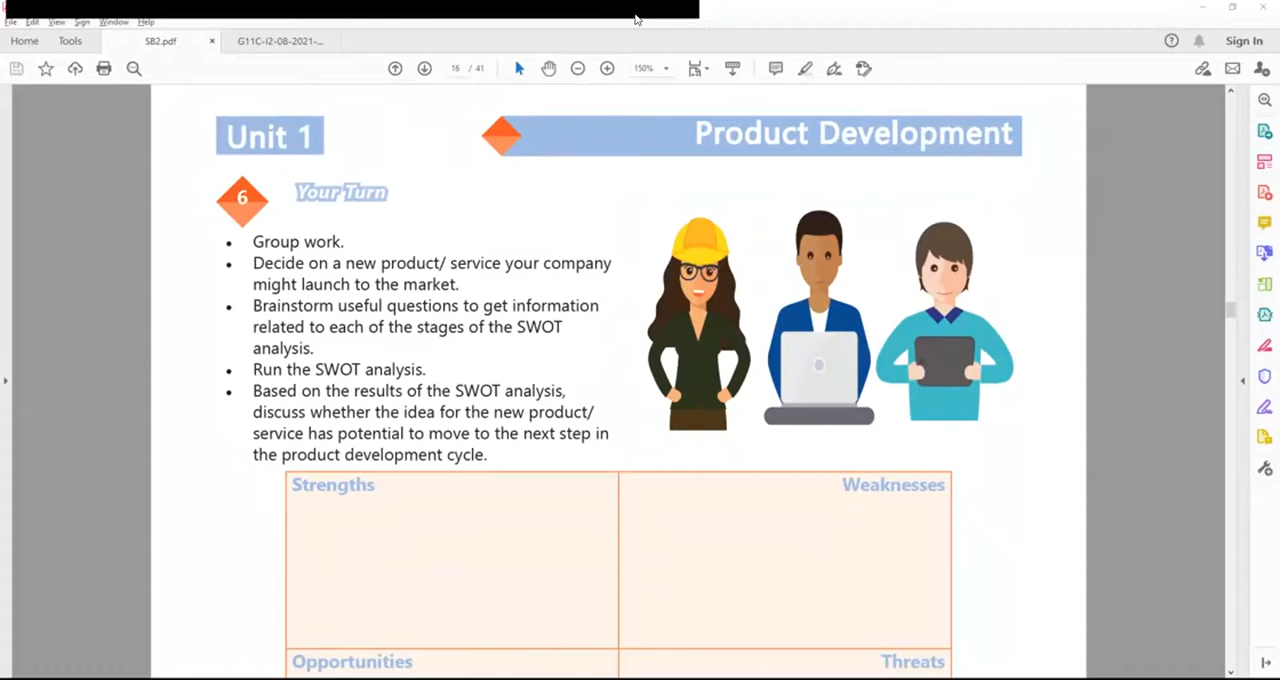 File Edit View Sign Window Help
Home Tools SB2.pdf × G11C-I2-08-2021-... Sign In
16 / 41 150%
Unit 1 Product Development
6 Your Turn
• Group work.
• Decide on a new product/ service your company
might launch to the market.
• Brainstorm useful questions to get information
related to each of the stages of the SWOT
analysis.
• Run the SWOT analysis.
• Based on the results of the SWOT analysis,
discuss whether the idea for the new product/
service has potential to move to the next step in
the product development cycle.
Strengths Weaknesses
Opportunities Threats